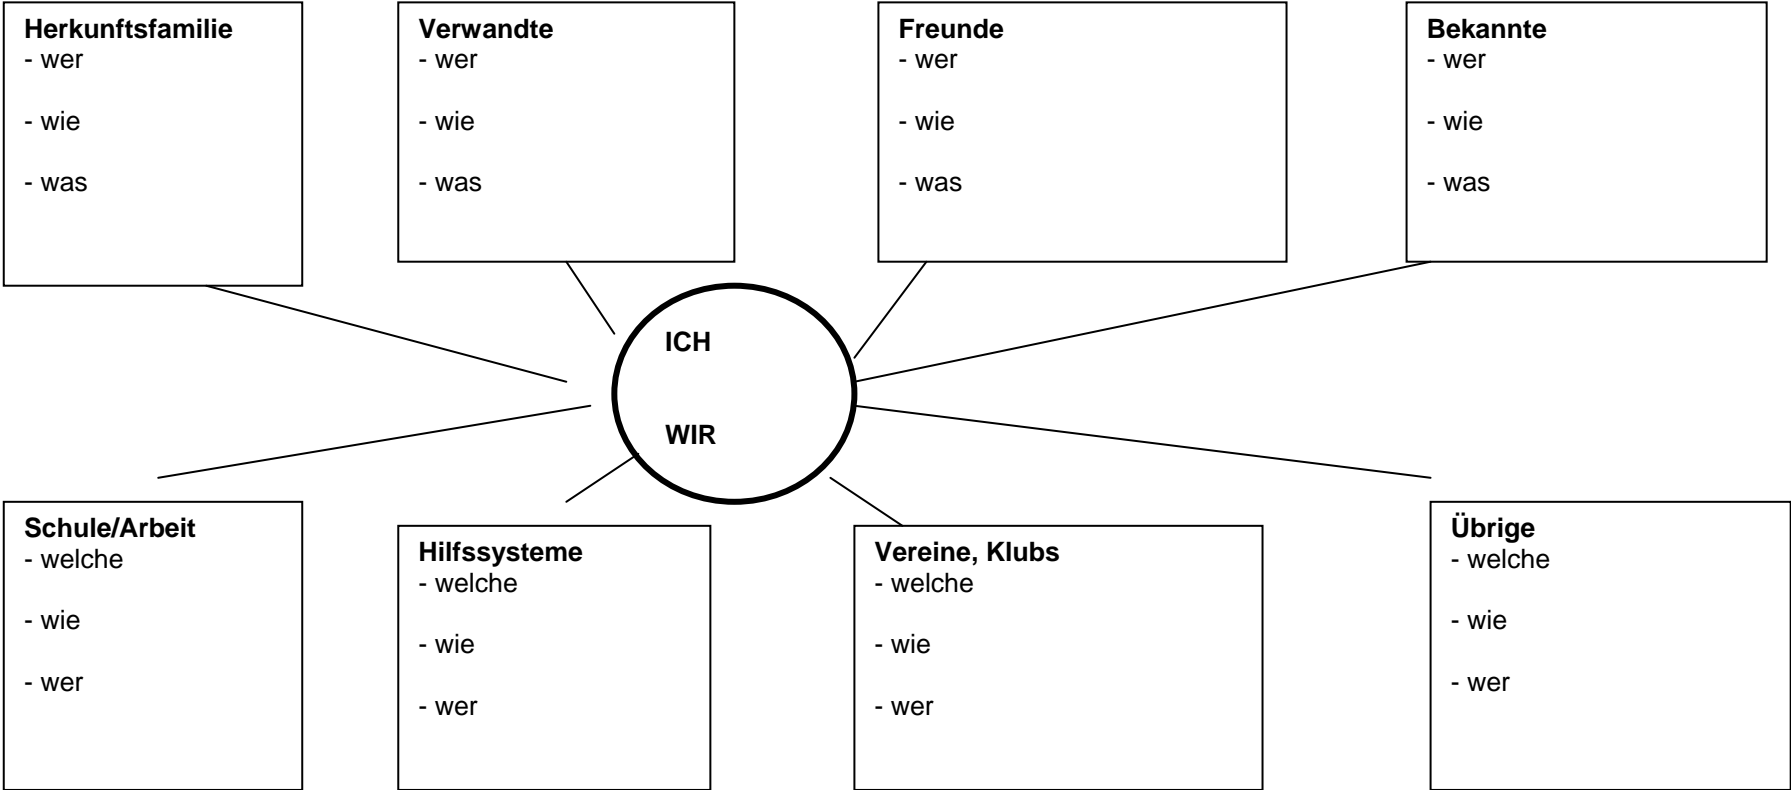 Herkunftsfamilie
- wer
- wie
- was
Verwandte
- wer
- wie
- was
Freunde
- wer
- wie
- was
Bekannte
- wer
- wie
- was
ICH
WIR
Schule/Arbeit
- welche
- wie
- wer
Hilfssysteme
- welche
- wie
- wer
Vereine, Klubs
- welche
- wie
- wer
Übrige
- welche
- wie
- wer